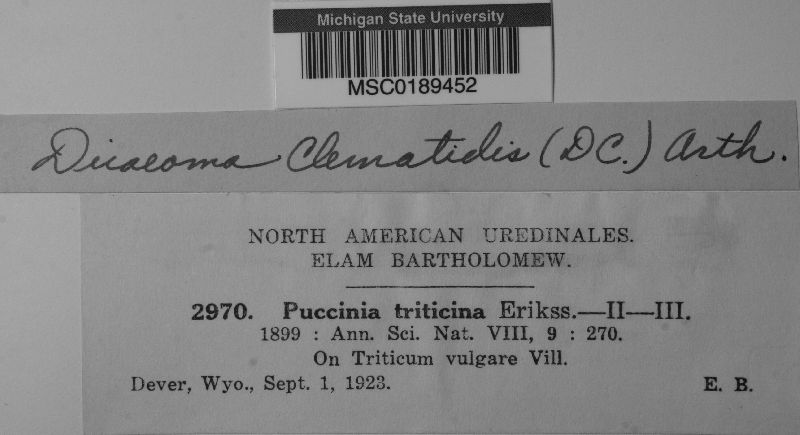 Michigan State University
MSC0189452
Dicaeoma Clematidis (DC.) Arth.
NORTH AMERICAN UREDINALES.
ELAM BARTHOLOMEW.
2970. Puccinia triticina Erikss.—II—III.
1899 : Ann. Sci. Nat. VIII, 9 : 270.
On Triticum vulgare Vill.
Dever, Wyo., Sept. 1, 1923. E. B.